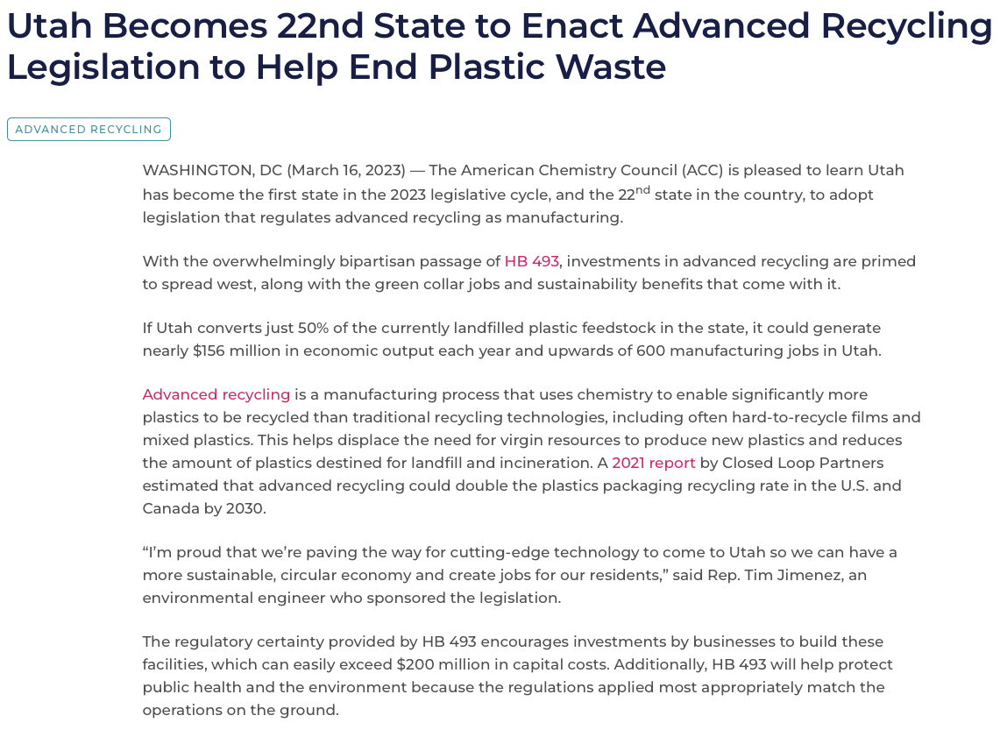 Utah Becomes 22nd State to Enact Advanced Recycling
Legislation to Help End Plastic Waste
ADVANCED RECYCLING
WASHINGTON, DC (March 16, 2023) — The American Chemistry Council (ACC) is pleased to learn Utah
has become the first state in the 2023 legislative cycle, and the 22nd state in the country, to adopt
legislation that regulates advanced recycling as manufacturing.
With the overwhelmingly bipartisan passage of HB 493, investments in advanced recycling are primed
to spread west, along with the green collar jobs and sustainability benefits that come with it.
If Utah converts just 50% of the currently landfilled plastic feedstock in the state, it could generate
nearly $156 million in economic output each year and upwards of 600 manufacturing jobs in Utah.
Advanced recycling is a manufacturing process that uses chemistry to enable significantly more
plastics to be recycled than traditional recycling technologies, including often hard-to-recycle films and
mixed plastics. This helps displace the need for virgin resources to produce new plastics and reduces
the amount of plastics destined for landfill and incineration. A 2021 report by Closed Loop Partners
estimated that advanced recycling could double the plastics packaging recycling rate in the U.S. and
Canada by 2030.
“I’m proud that we’re paving the way for cutting-edge technology to come to Utah so we can have a
more sustainable, circular economy and create jobs for our residents,” said Rep. Tim Jimenez, an
environmental engineer who sponsored the legislation.
The regulatory certainty provided by HB 493 encourages investments by businesses to build these
facilities, which can easily exceed $200 million in capital costs. Additionally, HB 493 will help protect
public health and the environment because the regulations applied most appropriately match the
operations on the ground.